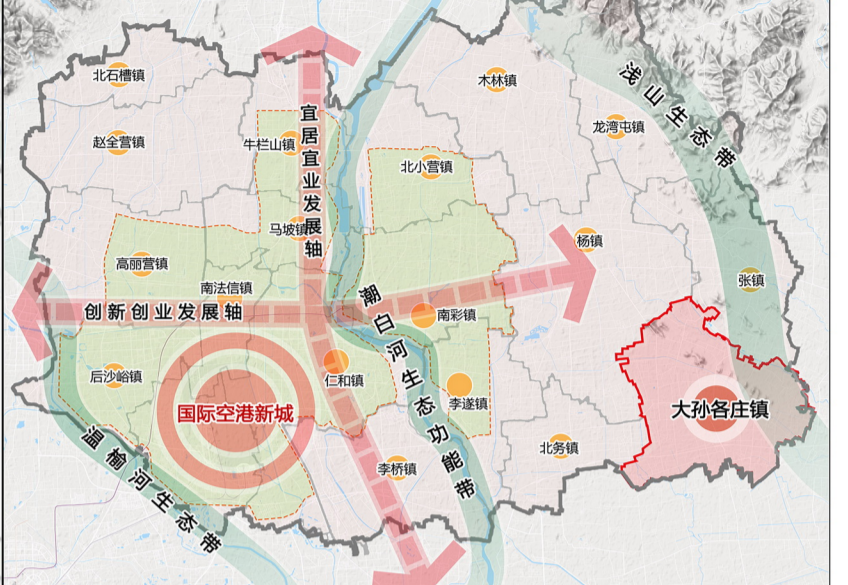 北石槽镇
木林镇
浅山生态带
赵全营镇
牛栏山镇
宜居宜业发展轴
龙湾屯镇
北小营镇
马坡镇
杨镇
高丽营镇
张镇
南法信镇
创新创业发展轴
潮白河生态功能带
南彩镇
后沙峪镇
仁和镇
李遂镇
国际空港新城
大孙各庄镇
温榆河生态带
李桥镇
北务镇